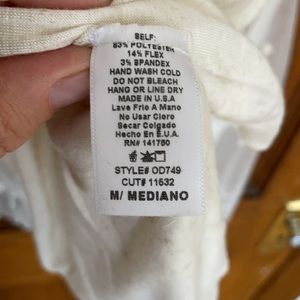 SELF:
83% POLYESTER
14% FLEX
3% SPANDEX
HAND WASH COLD
DO NOT BLEACH
HANG OR LINE DRY
MADE IN U.S.A
Lave Frio A Mano
No Usar Cloro
Secar Colgado
Hecho En E.U.A.
RN# 141750
STYLE# OD749
CUT# 11532
M/ MEDIANO